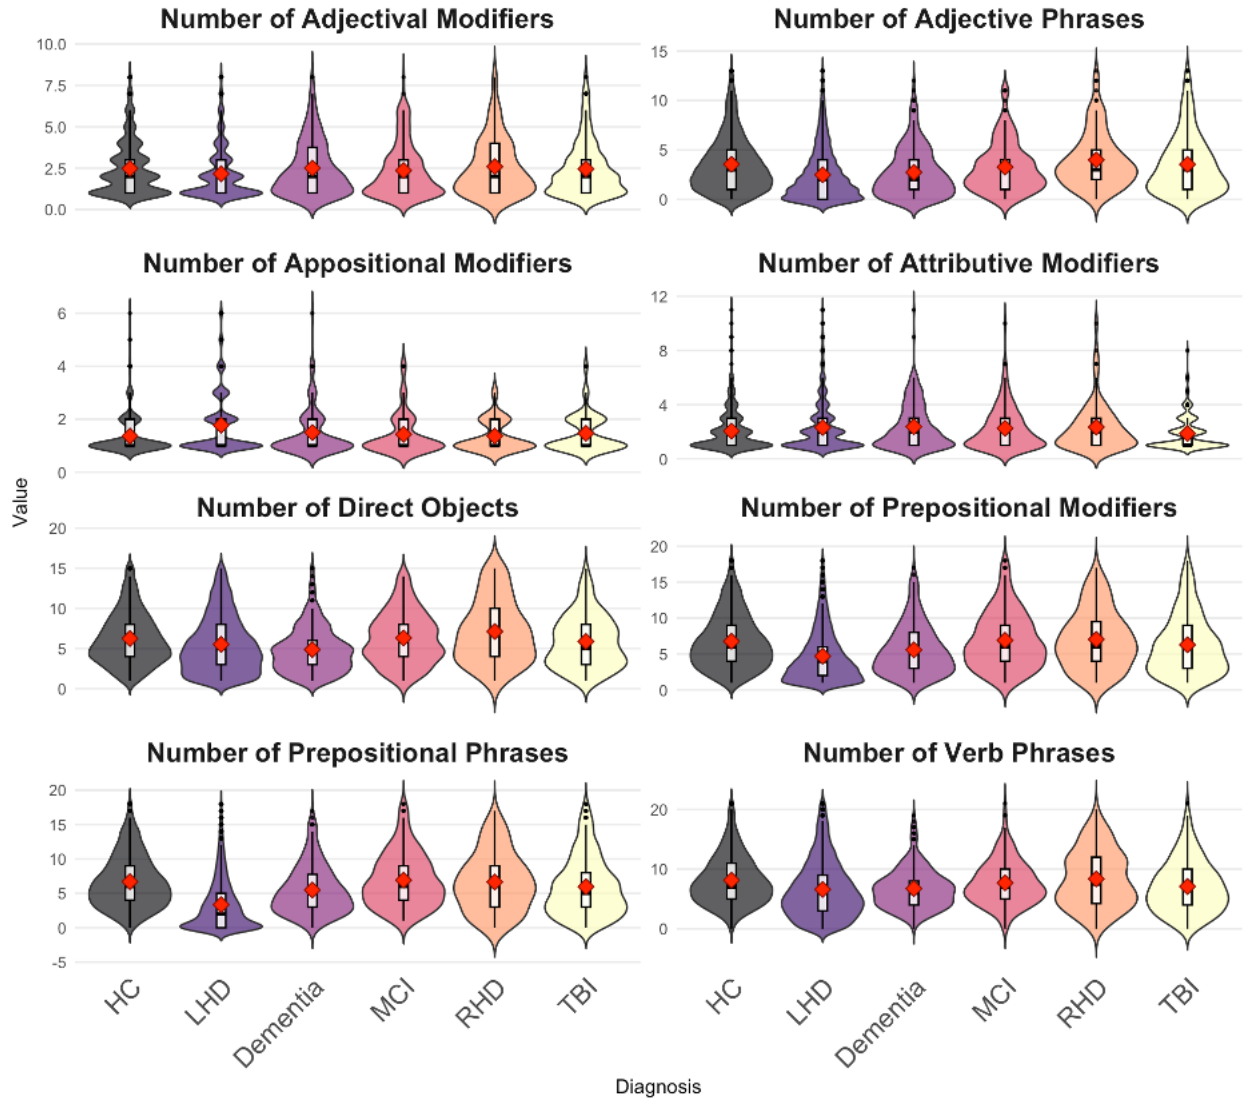 Number of Adjectival Modifiers
10.0
7.5
5.0
2.5
0.0
Number of Adjective Phrases
15
10
5
0
Number of Appositional Modifiers
6
4
2
0
Number of Attributive Modifiers
12
8
4
0
Value
Number of Direct Objects
20
15
10
5
0
Number of Prepositional Modifiers
20
15
10
5
0
Number of Prepositional Phrases
20
15
10
5
0
-5
Number of Verb Phrases
20
10
0
HC
LHD
Dementia
MCI
RHD
TBI
HC
LHD
Dementia
MCI
RHD
TBI
Diagnosis